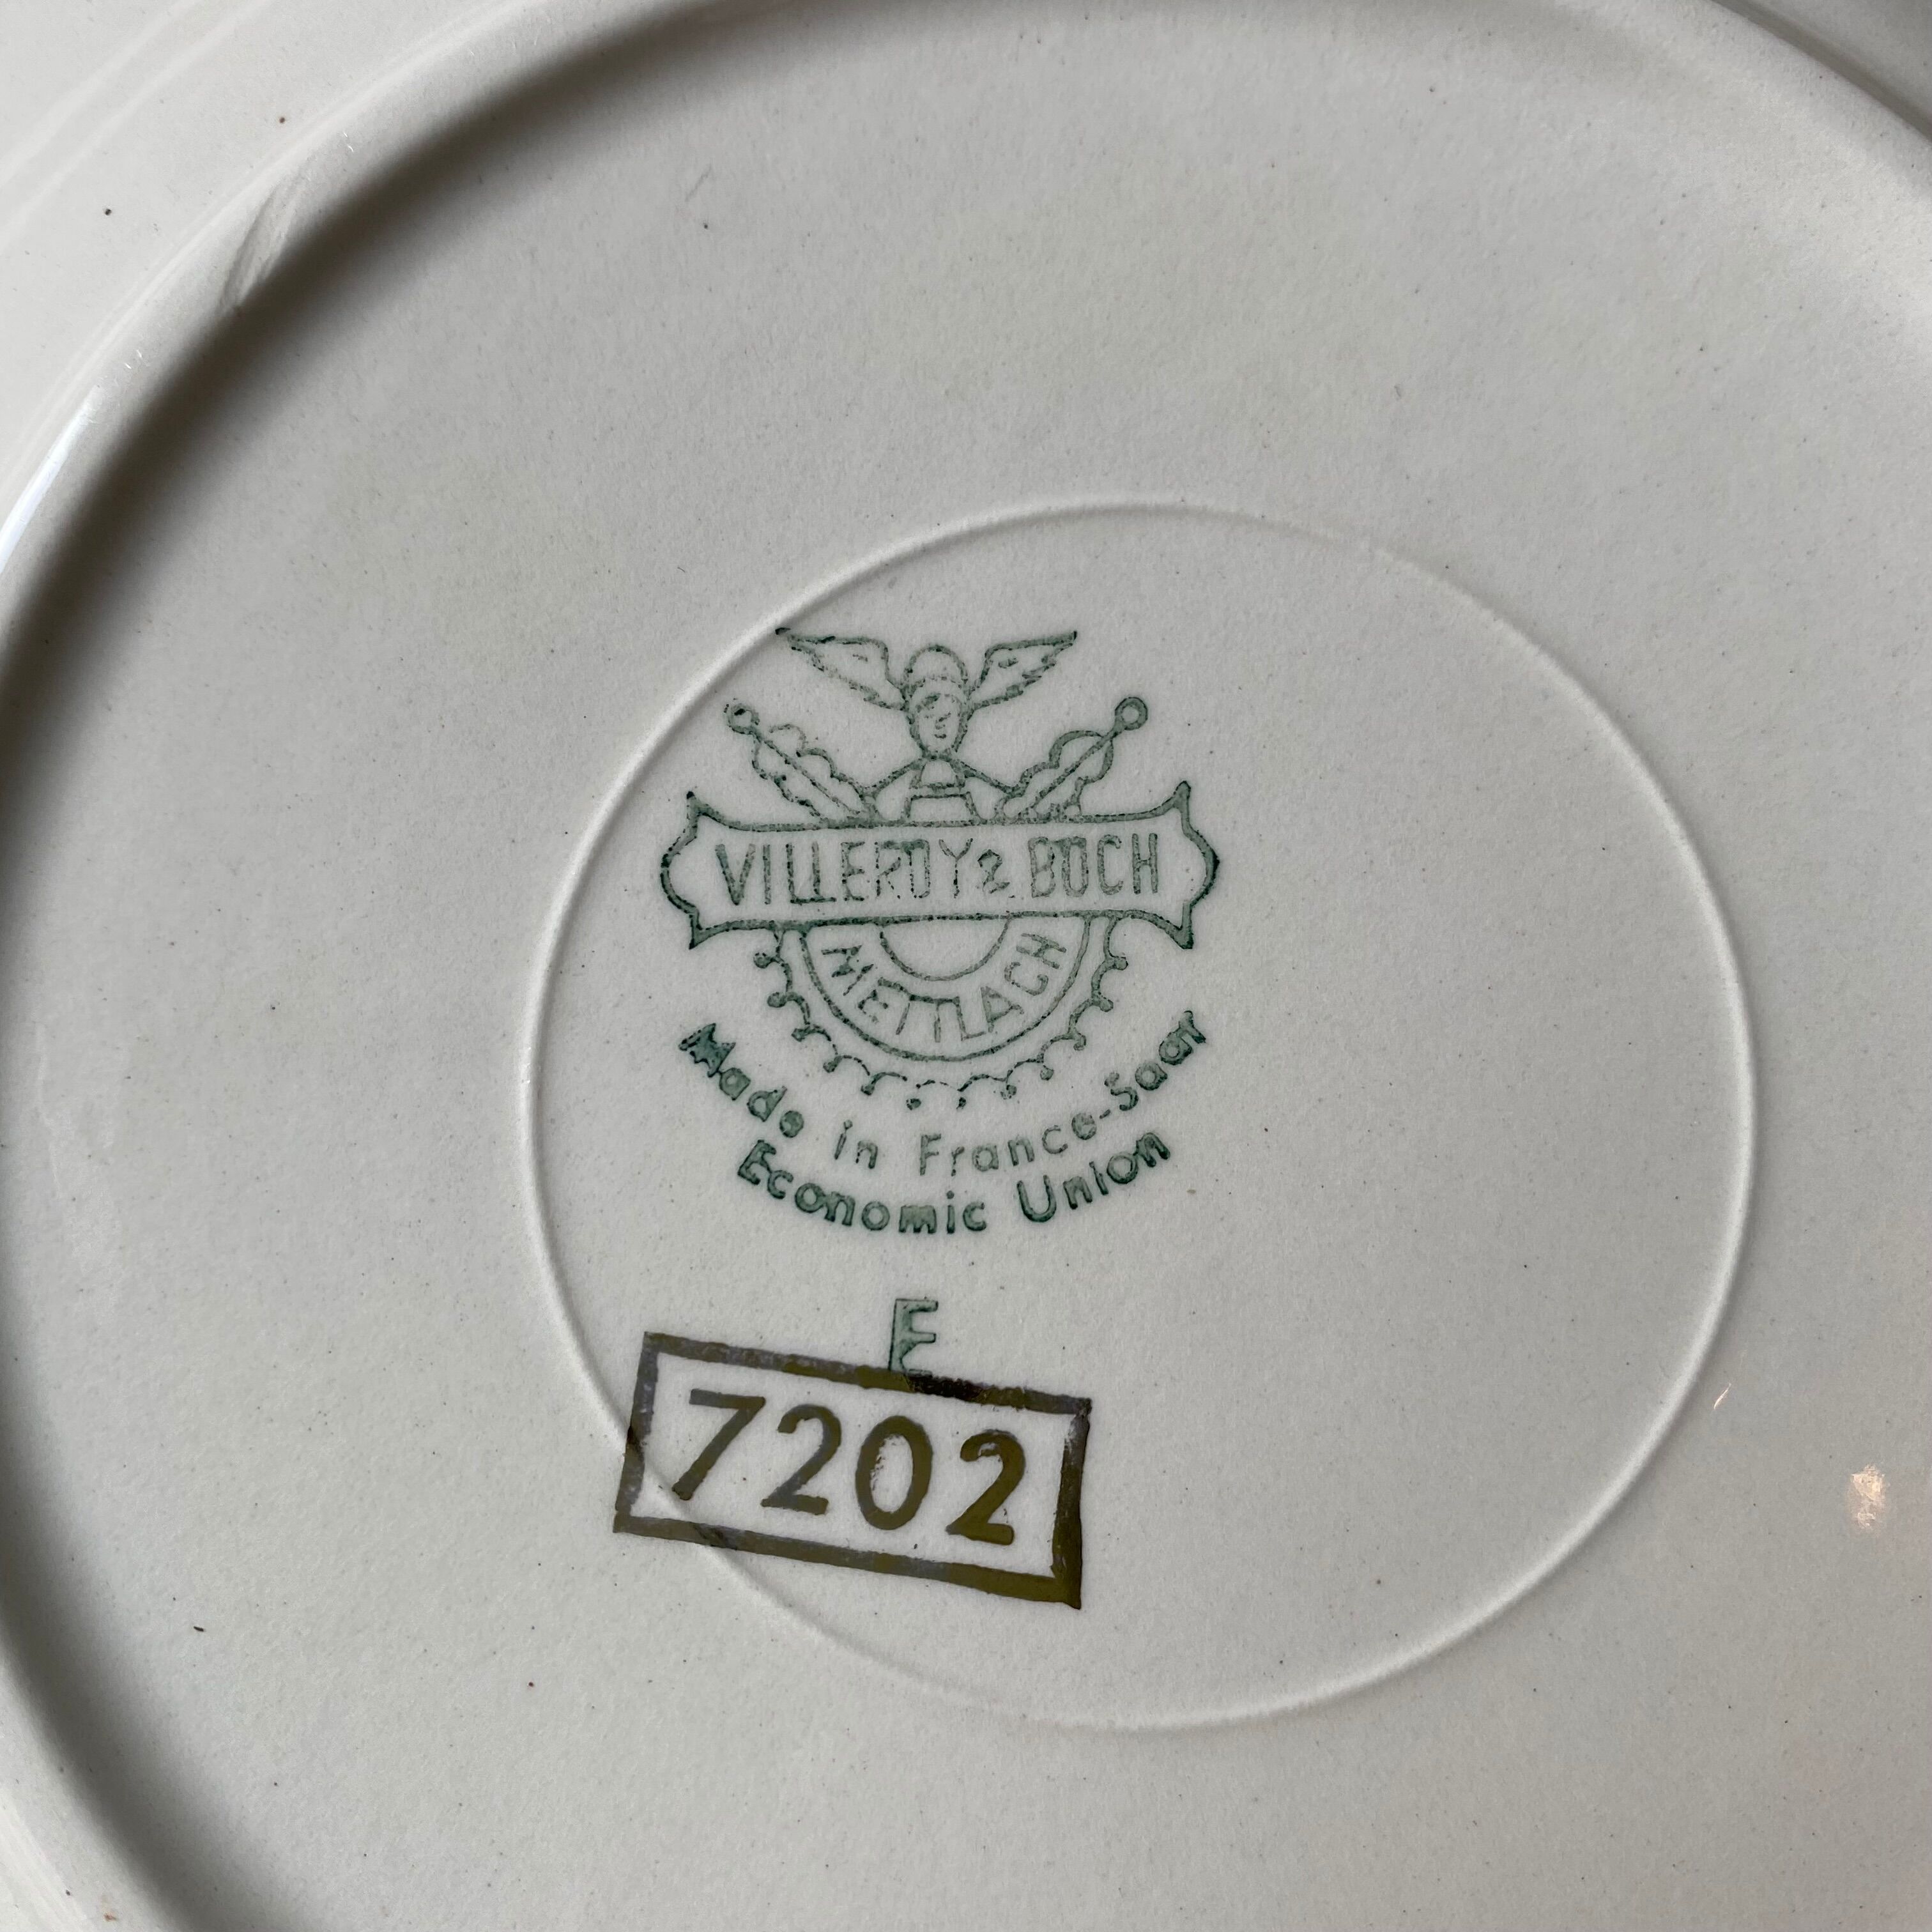 VILLEROY & BOCH
METTLACH
Made in France-Saar
Economic Union
E
7202